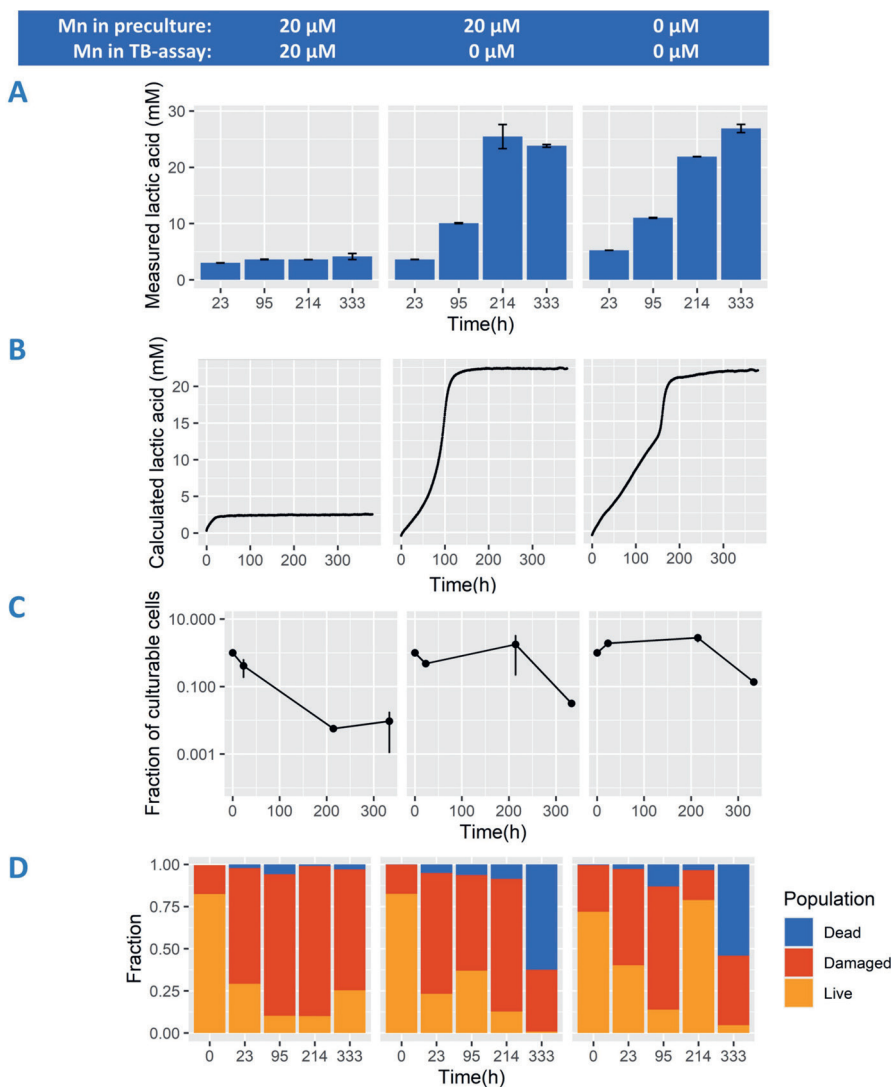 Mn in preculture: 20 µM 20 µM 0 µM
Mn in TB-assay: 20 µM 0 µM 0 µM
A
Measured lactic acid (mM)
30
20
10
0
23 95 214 333 23 95 214 333 23 95 214 333
Time(h)
B
Calculated lactic acid (mM)
20
15
10
5
0
0 100 200 300 0 100 200 300 0 100 200 300
Time(h)
C
Fraction of culturable cells
10.000
0.100
0.001
0 100 200 300 0 100 200 300 0 100 200 300
Time(h)
D
Fraction
1.00
0.75
0.50
0.25
0.00
0 23 95 214 333 0 23 95 214 333 0 23 95 214 333
Time(h)
Population
Dead
Damaged
Live